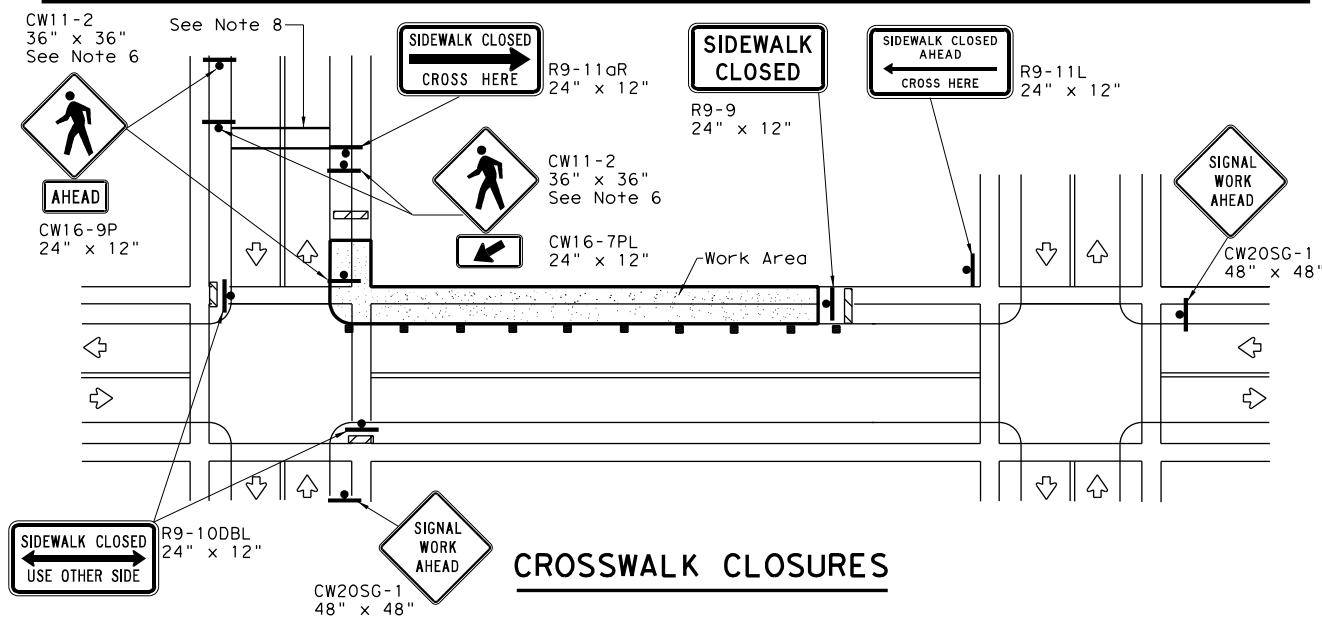 CW11-2
36" x 36"
See Note 6
See Note 8
SIDEWALK CLOSED
CROSS HERE
R9-11aR
24" x 12"
SIDEWALK
CLOSED
R9-9
24" x 12"
SIDEWALK CLOSED
AHEAD
CROSS HERE
R9-11L
24" x 12"
AHEAD
CW16-9P
24" x 12"
CW11-2
36" x 36"
See Note 6
CW16-7PL
24" x 12"
SIGNAL
WORK
AHEAD
CW20SG-1
48" x 48"
Work Area
SIDEWALK CLOSED
USE OTHER SIDE
R9-10DBL
24" x 12"
SIGNAL
WORK
AHEAD
CW20SG-1
48" x 48"
CROSSWALK CLOSURES